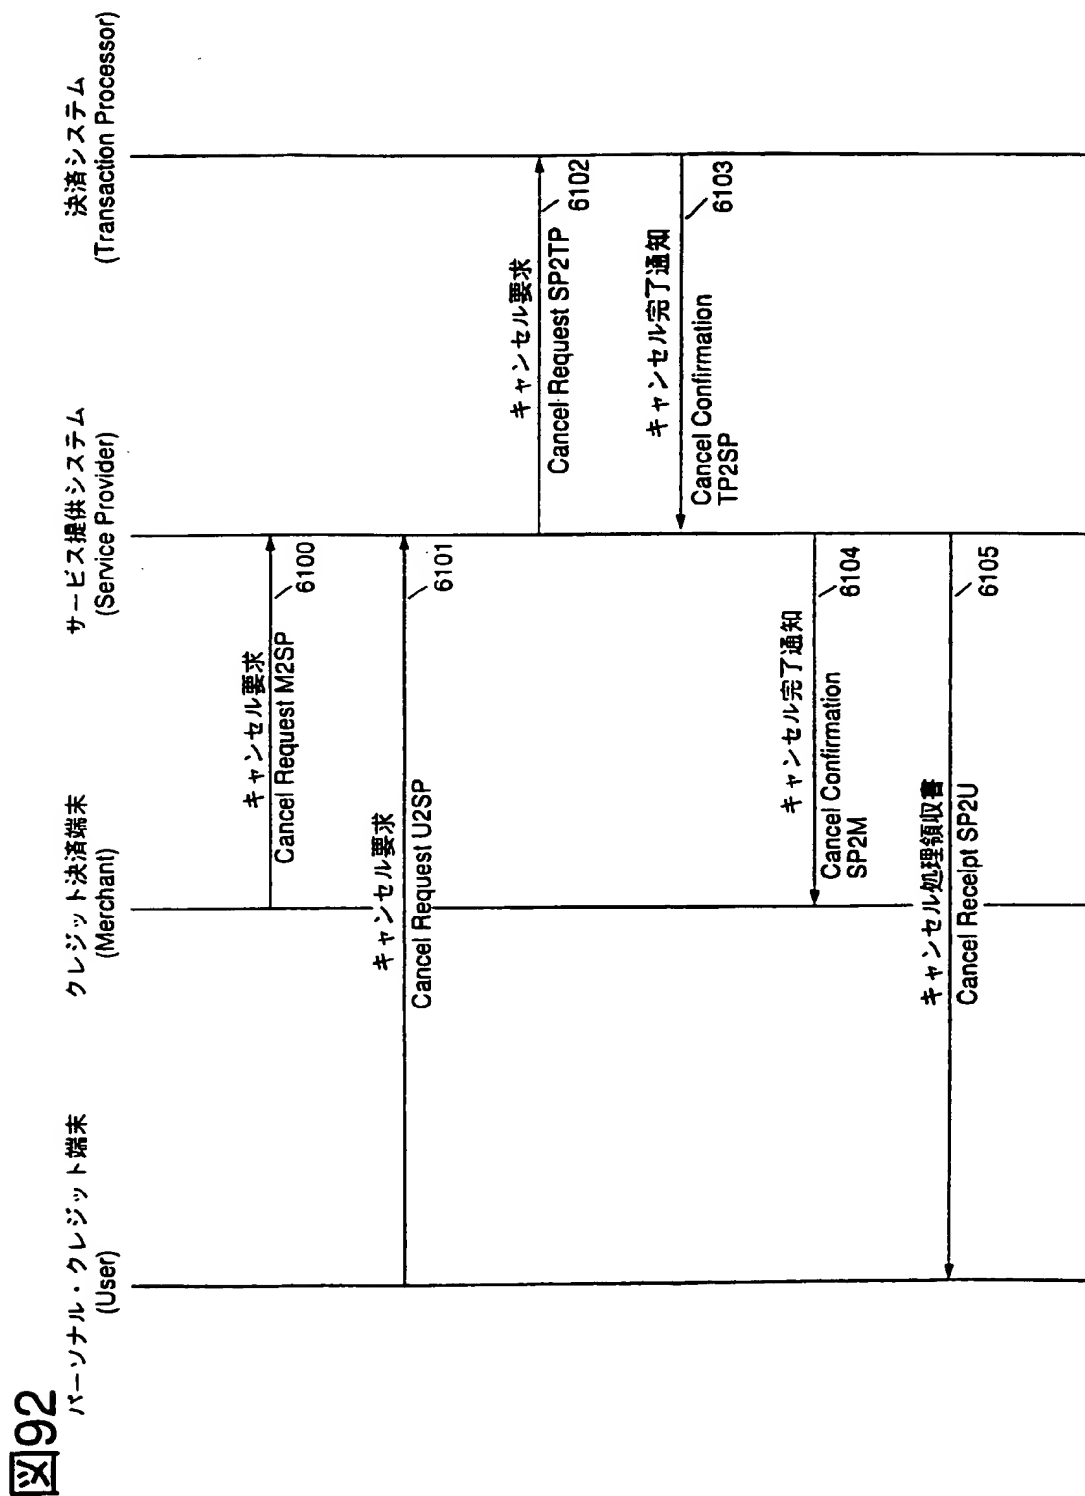 図92
パーソナル・クレジット端末
(User)
クレジット決済端末
(Merchant)
サービス提供システム
(Service Provider)
決済システム
(Transaction Processor)
キャンセル要求
Cancel Request M2SP
6100
キャンセル要求
Cancel Request U2SP
6101
キャンセル要求
Cancel Request SP2TP
6102
キャンセル完了通知
Cancel Confirmation
TP2SP
6103
キャンセル完了通知
Cancel Confirmation
SP2M
6104
キャンセル処理領収書
Cancel Receipt SP2U
6105